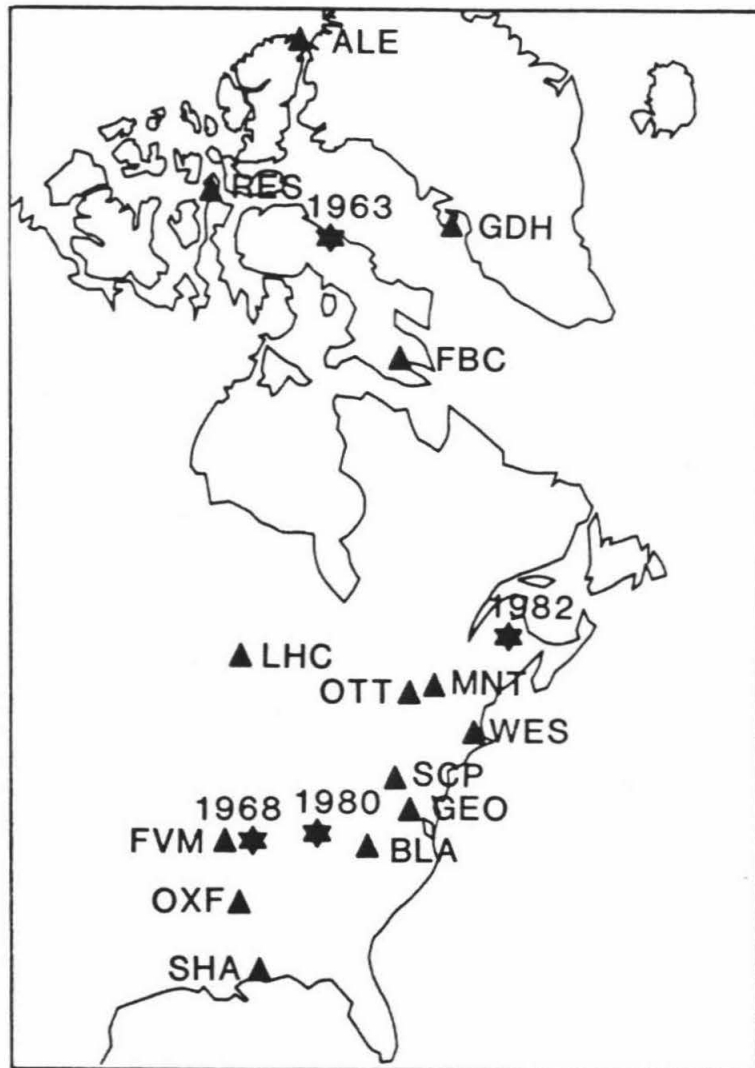 ALE
RES
1963
GDH
FBC
1982
LHC
OTT
MNT
WES
SCP
1968
1980
GEO
FVM
BLA
OXF
SHA